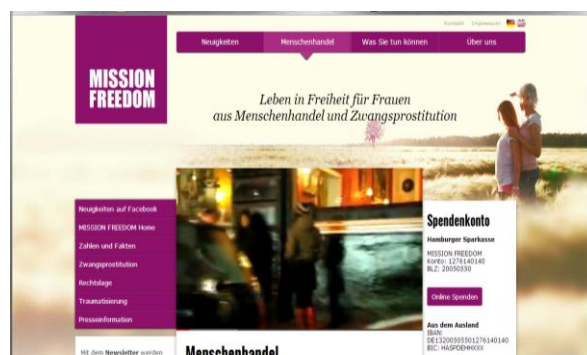 Kontakt Impressum
Neuigkeiten Menschenhandel Was Sie tun können Über uns
MISSION
FREEDOM
Leben in Freiheit für Frauen
aus Menschenhandel und Zwangsprostitution
Neuigkeiten auf Facebook
MISSION FREEDOM Home
Zahlen und Fakten
Zwangsprostitution
Rechtslage
Traumatisierung
Presseinformation
Mit dem Newsletter werden
Menschenhandel
Spendenkonto
Hamburger Sparkasse
MISSION FREEDOM
Konto: 1276140140
BLZ: 20050550
Online Spenden
Aus dem Ausland
IBAN:
DE13200505501276140140
BIC: HASPDEHHXXX